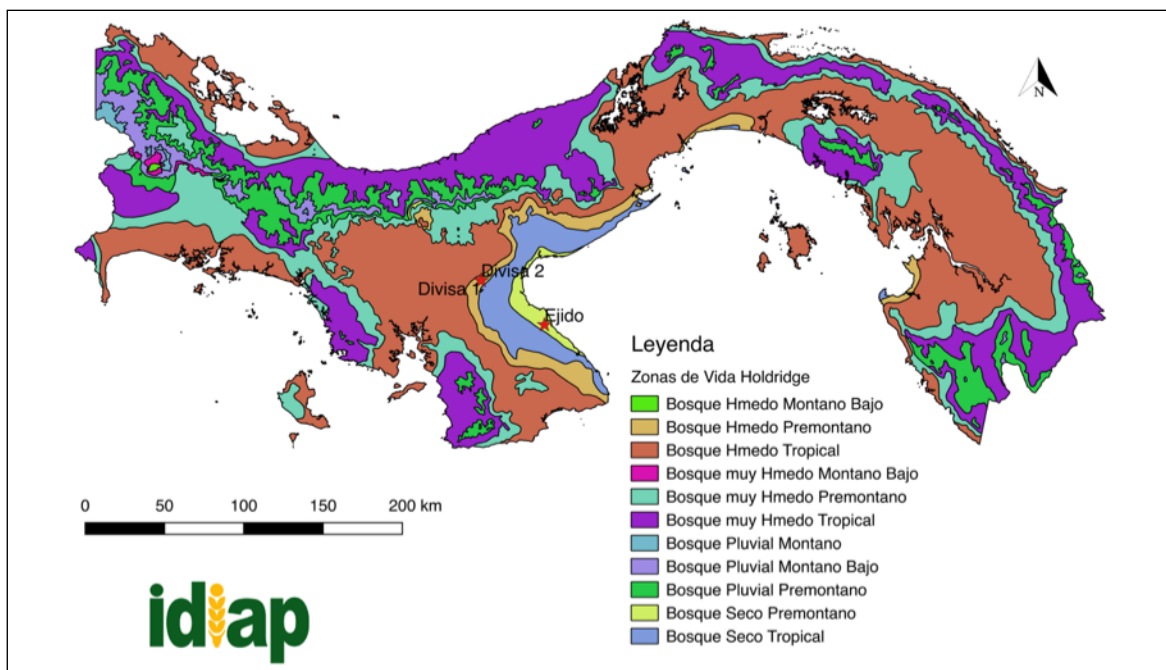 N
Divisa 2
Divisa 1
Ejido
Leyenda
Zonas de Vida Holdridge
Bosque Hmedo Montano Bajo
Bosque Hmedo Premontano
Bosque Hmedo Tropical
Bosque muy Hmedo Montano Bajo
Bosque muy Hmedo Premontano
Bosque muy Hmedo Tropical
Bosque Pluvial Montano
Bosque Pluvial Montano Bajo
Bosque Pluvial Premontano
Bosque Seco Premontano
Bosque Seco Tropical
0 50 100 150 200 km
idiap